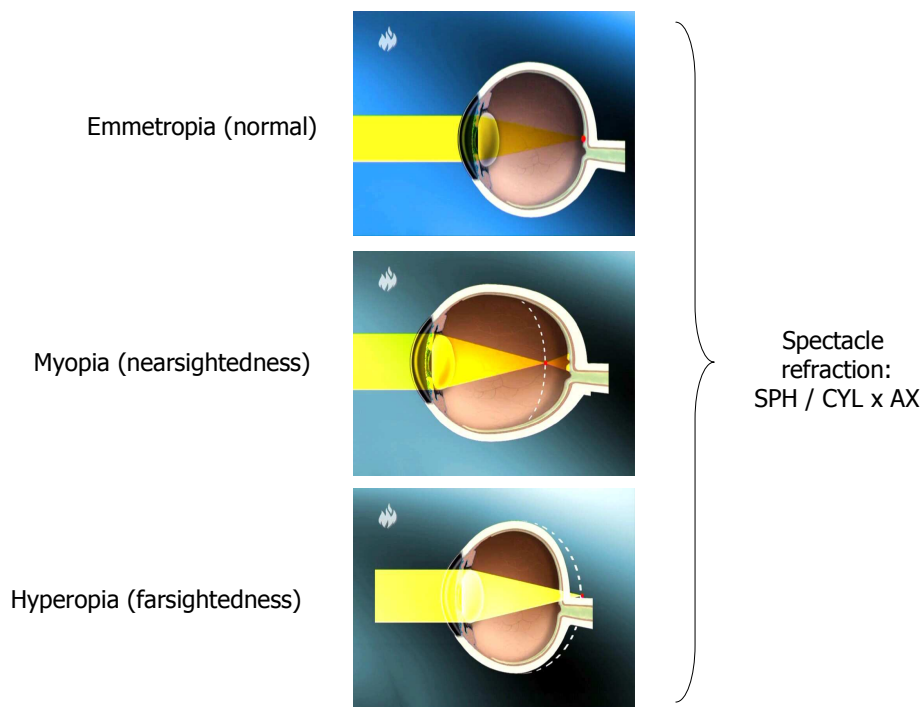 Emmetropia (normal)
Myopia (nearsightedness)
Hyperopia (farsightedness)
Spectacle
refraction:
SPH / CYL x AX